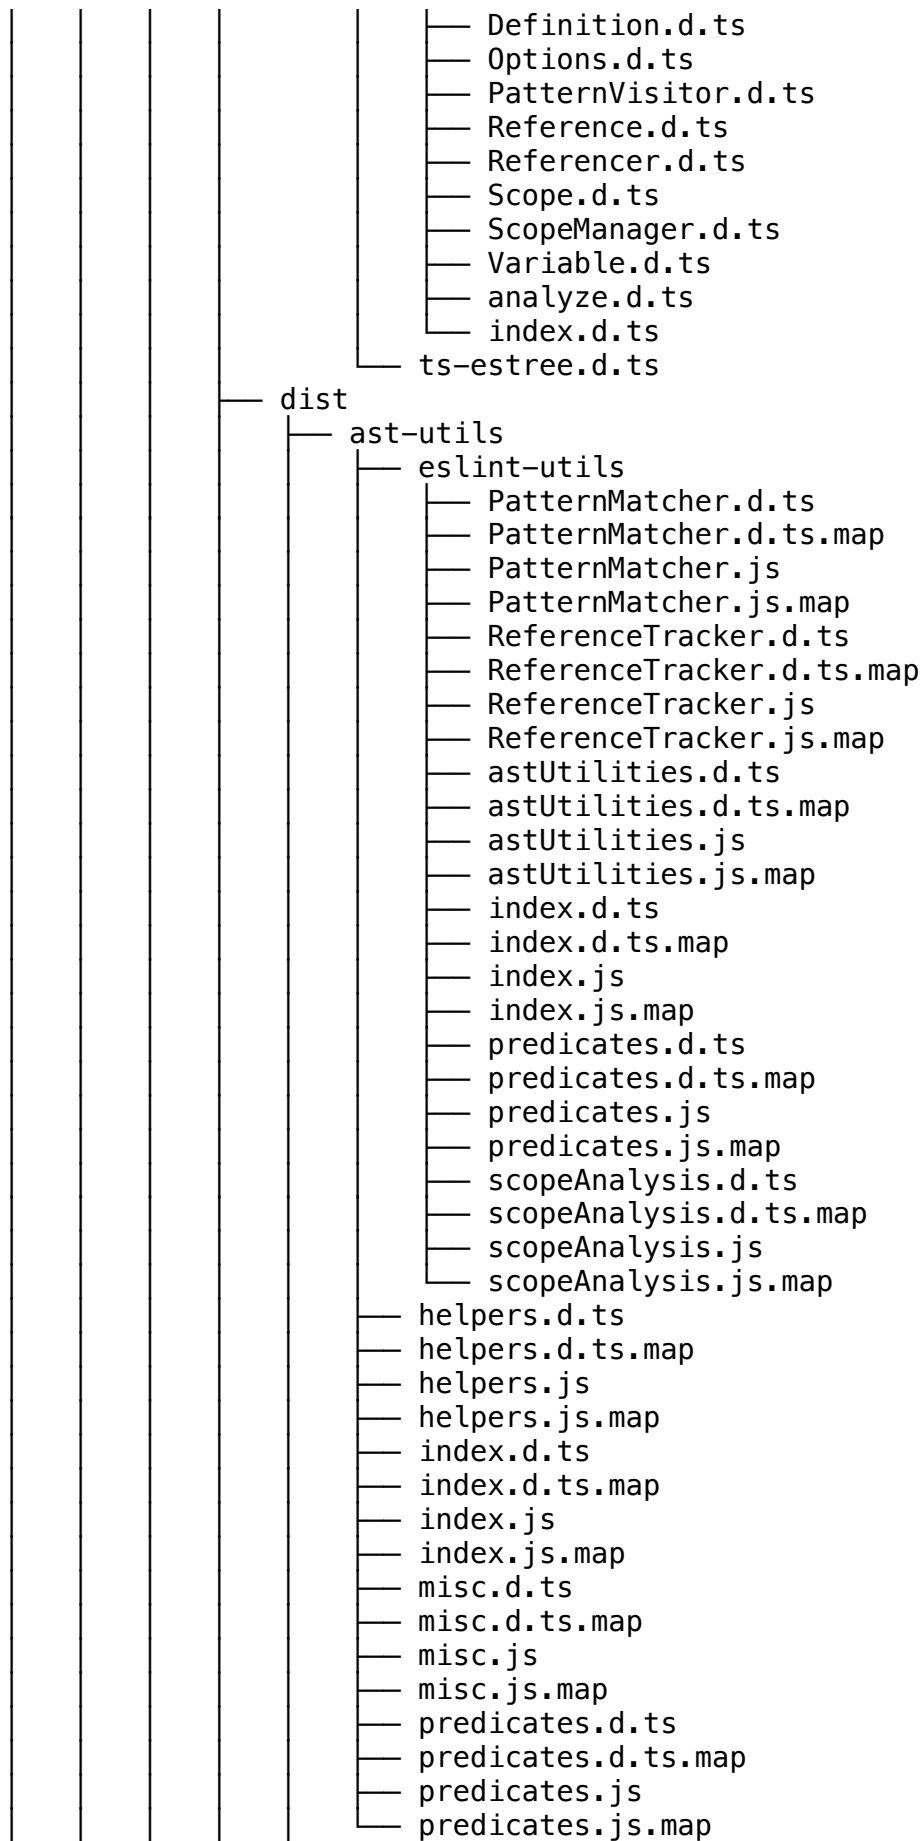 │   │   │   │       │   ├── Definition.d.ts
│   │   │   │       │   ├── Options.d.ts
│   │   │   │       │   ├── PatternVisitor.d.ts
│   │   │   │       │   ├── Reference.d.ts
│   │   │   │       │   ├── Referencer.d.ts
│   │   │   │       │   ├── Scope.d.ts
│   │   │   │       │   ├── ScopeManager.d.ts
│   │   │   │       │   ├── Variable.d.ts
│   │   │   │       │   ├── analyze.d.ts
│   │   │   │       │   └── index.d.ts
│   │   │   │       └── ts-estree.d.ts
│   │   │   ├── dist
│   │   │   │   ├── ast-utils
│   │   │   │   │   ├── eslint-utils
│   │   │   │   │   │   ├── PatternMatcher.d.ts
│   │   │   │   │   │   ├── PatternMatcher.d.ts.map
│   │   │   │   │   │   ├── PatternMatcher.js
│   │   │   │   │   │   ├── PatternMatcher.js.map
│   │   │   │   │   │   ├── ReferenceTracker.d.ts
│   │   │   │   │   │   ├── ReferenceTracker.d.ts.map
│   │   │   │   │   │   ├── ReferenceTracker.js
│   │   │   │   │   │   ├── ReferenceTracker.js.map
│   │   │   │   │   │   ├── astUtilities.d.ts
│   │   │   │   │   │   ├── astUtilities.d.ts.map
│   │   │   │   │   │   ├── astUtilities.js
│   │   │   │   │   │   ├── astUtilities.js.map
│   │   │   │   │   │   ├── index.d.ts
│   │   │   │   │   │   ├── index.d.ts.map
│   │   │   │   │   │   ├── index.js
│   │   │   │   │   │   ├── index.js.map
│   │   │   │   │   │   ├── predicates.d.ts
│   │   │   │   │   │   ├── predicates.d.ts.map
│   │   │   │   │   │   ├── predicates.js
│   │   │   │   │   │   ├── predicates.js.map
│   │   │   │   │   │   ├── scopeAnalysis.d.ts
│   │   │   │   │   │   ├── scopeAnalysis.d.ts.map
│   │   │   │   │   │   ├── scopeAnalysis.js
│   │   │   │   │   │   └── scopeAnalysis.js.map
│   │   │   │   │   ├── helpers.d.ts
│   │   │   │   │   ├── helpers.d.ts.map
│   │   │   │   │   ├── helpers.js
│   │   │   │   │   ├── helpers.js.map
│   │   │   │   │   ├── index.d.ts
│   │   │   │   │   ├── index.d.ts.map
│   │   │   │   │   ├── index.js
│   │   │   │   │   ├── index.js.map
│   │   │   │   │   ├── misc.d.ts
│   │   │   │   │   ├── misc.d.ts.map
│   │   │   │   │   ├── misc.js
│   │   │   │   │   ├── misc.js.map
│   │   │   │   │   ├── predicates.d.ts
│   │   │   │   │   ├── predicates.d.ts.map
│   │   │   │   │   ├── predicates.js
│   │   │   │   │   └── predicates.js.map